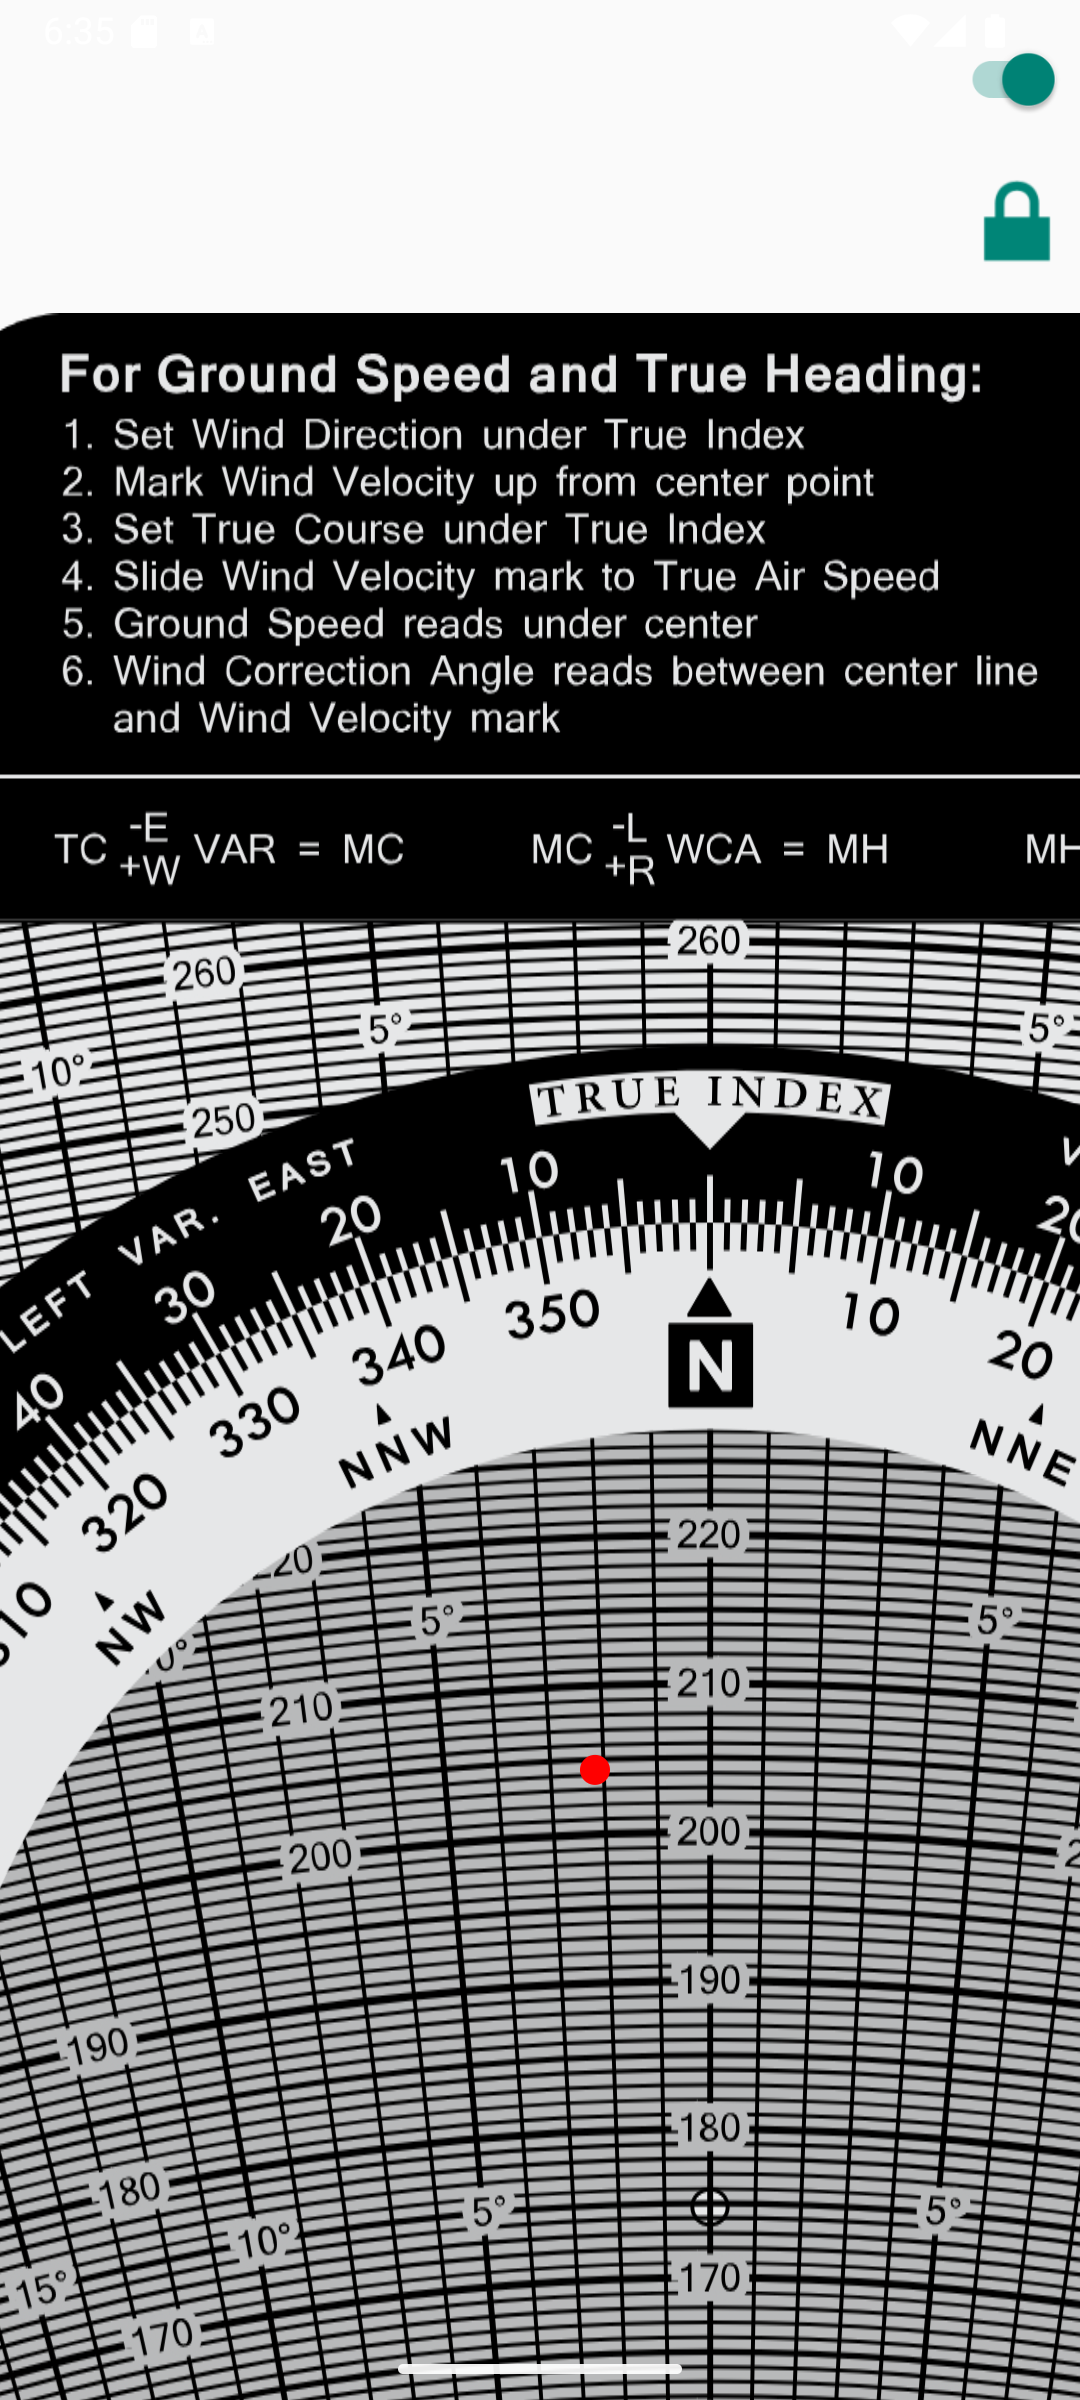 6:35
For Ground Speed and True Heading:
1. Set Wind Direction under True Index
2. Mark Wind Velocity up from center point
3. Set True Course under True Index
4. Slide Wind Velocity mark to True Air Speed
5. Ground Speed reads under center
6. Wind Correction Angle reads between center line
and Wind Velocity mark
TC -E +W VAR = MC MC -L +R WCA = MH MH
260 260
5° 5°
10°
250
TRUE INDEX
LEFT VAR. EAST
40 30 20 10 10 20
320 330 340 350 N 10 20
NW NNW NNE
220
5° 5°
210 210
200 200
190 190
180 180
5° 5°
15° 10°
170 170